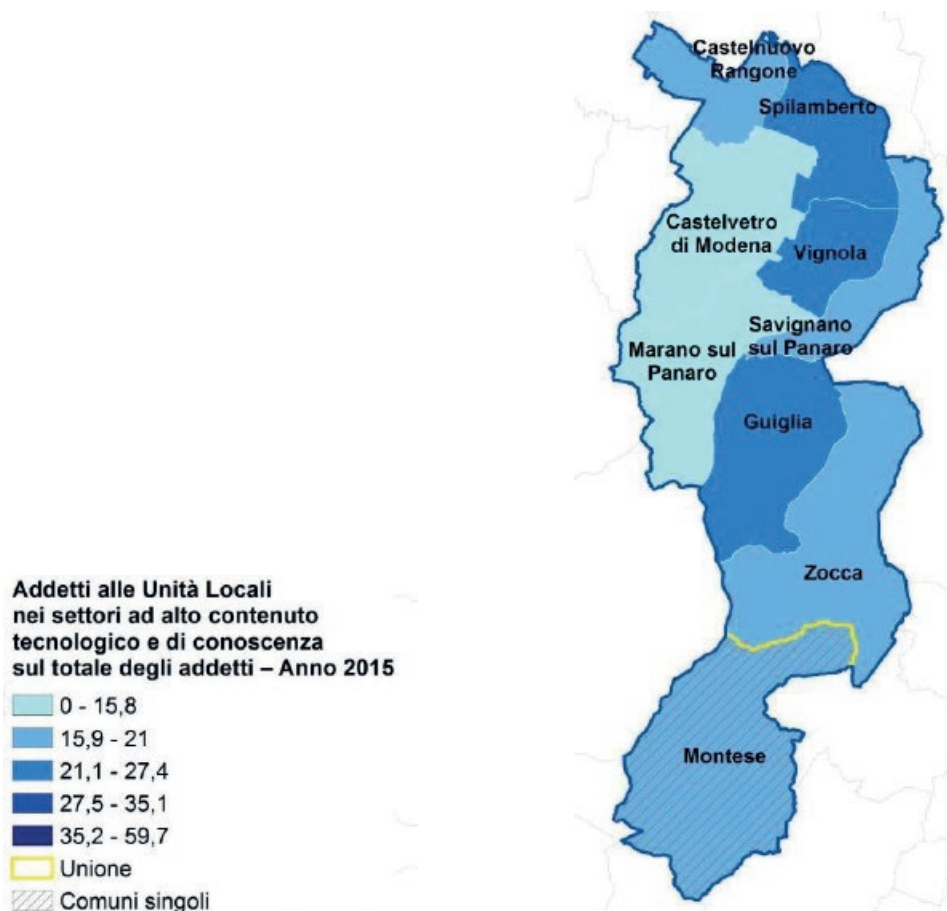 Castelnuovo
Rangone
Spilamberto
Castelvetro
di Modena
Vignola
Savignano
sul Panaro
Marano sul
Panaro
Guiglia
Zocca
Montese
Addetti alle Unità Locali
nei settori ad alto contenuto
tecnologico e di conoscenza
sul totale degli addetti – Anno 2015
0 - 15,8
15,9 - 21
21,1 - 27,4
27,5 - 35,1
35,2 - 59,7
Unione
Comuni singoli